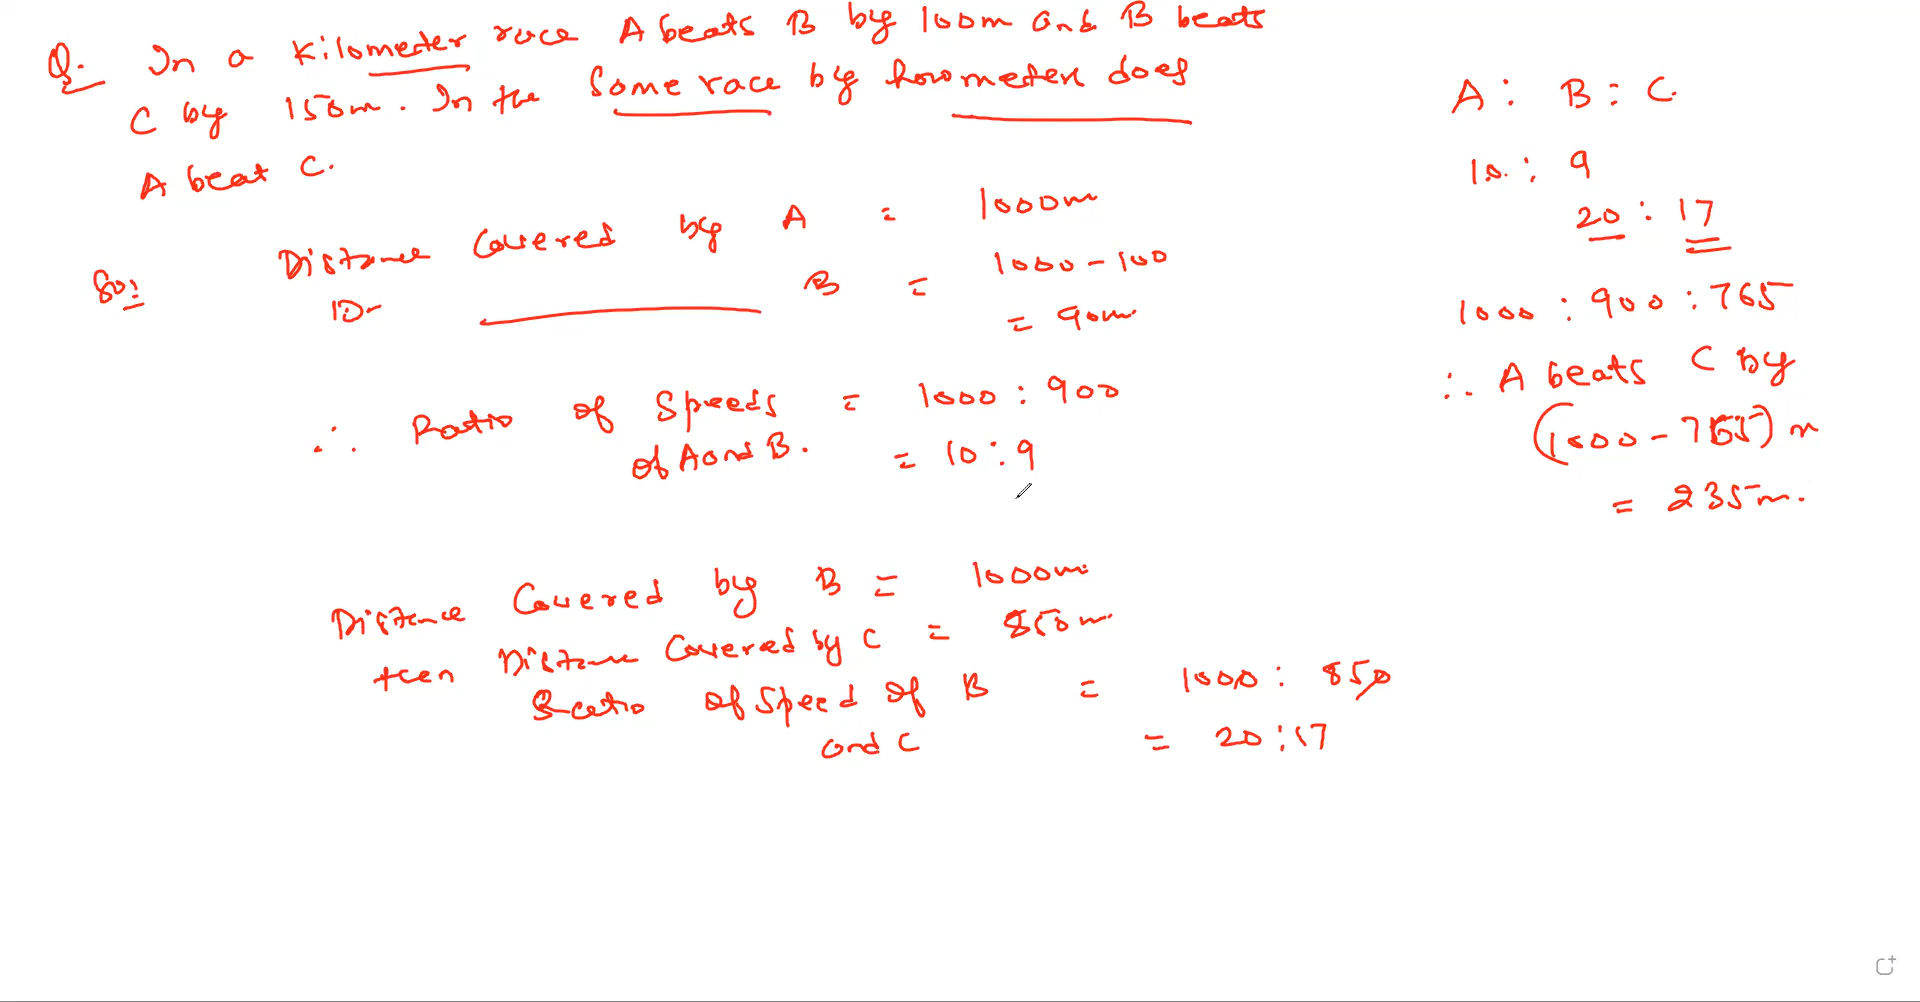 Q. In a Kilometer race A beats B by 100m and B beats
C by 150m. In the Same race by how meter does
A beat C.
Sol: Distance Covered by A = 1000m
D B = 1000-100
= 90m
∴ Ratio of Speeds = 1000 : 900
of A and B. = 10 : 9
Distance Covered by B = 1000m
then Distance Covered by C = 850m
Ratio of Speed of B = 1000 : 850
and C = 20 : 17
A : B : C
10 : 9
20 : 17
1000 : 900 : 765
∴ A beats C by
(1000 - 765) m
= 235m.